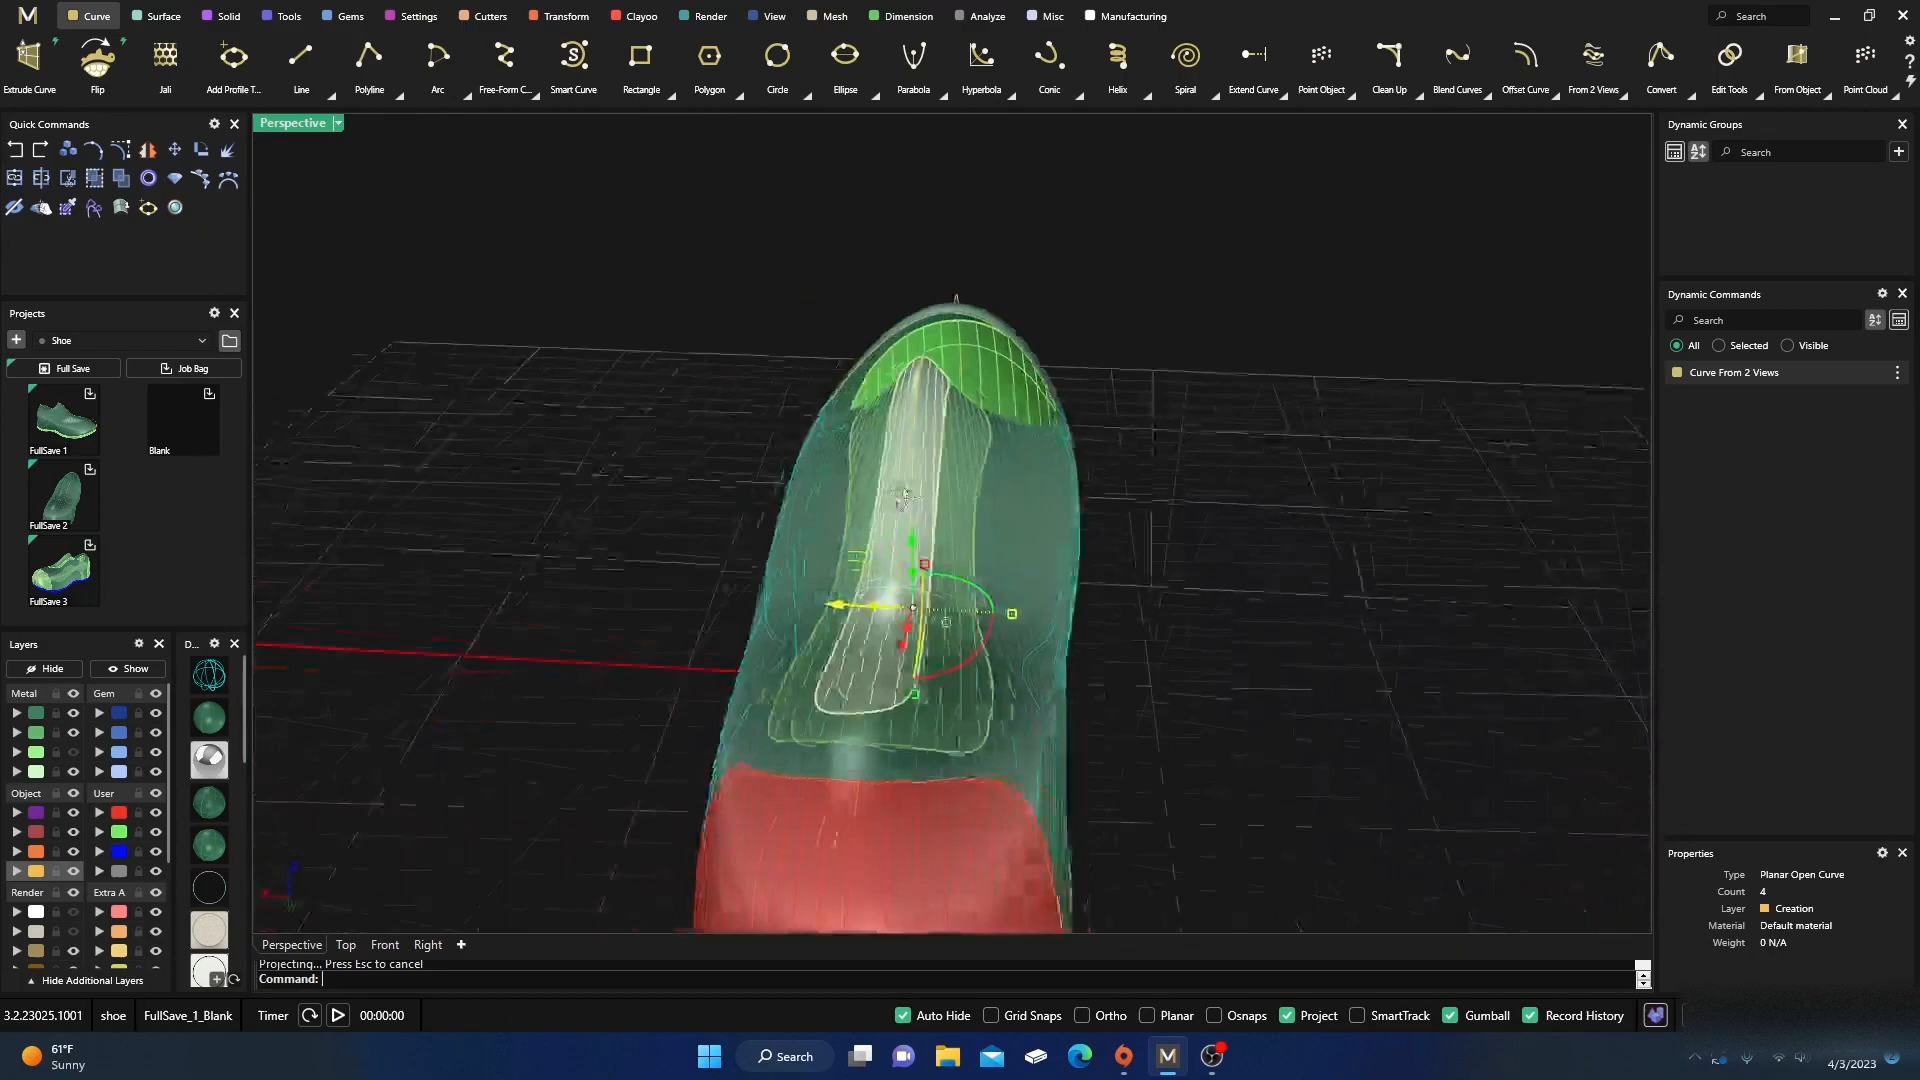 M
Curve
Surface
Solid
Tools
Gems
Settings
Cutters
Transform
Clayoo
Render
View
Mesh
Dimension
Analyze
Misc
Manufacturing
Search
Extrude Curve
Flip
Jali
Add Profile T...
Line
Polyline
Arc
Free-Form C...
Smart Curve
Rectangle
Polygon
Circle
Ellipse
Parabola
Hyperbola
Conic
Helix
Spiral
Extend Curve
Point Object
Clean Up
Blend Curves
Offset Curve
From 2 Views
Convert
Edit Tools
From Object
Point Cloud
Quick Commands
Perspective
Dynamic Groups
Search
Projects
Shoe
Full Save
Job Bag
FullSave 1
Blank
FullSave 2
FullSave 3
Dynamic Commands
Search
All
Selected
Visible
Curve From 2 Views
Layers
D...
Hide
Show
Metal
Gem
Object
User
Render
Extra A
Hide Additional Layers
Properties
Type Planar Open Curve
Count 4
Layer Creation
Material Default material
Weight 0 N/A
Perspective
Top
Front
Right
Projecting... Press Esc to cancel
Command:
3.2.23025.1001
shoe
FullSave_1_Blank
Timer
00:00:00
Auto Hide
Grid Snaps
Ortho
Planar
Osnaps
Project
SmartTrack
Gumball
Record History
61°F
Sunny
Search
M
4/3/2023